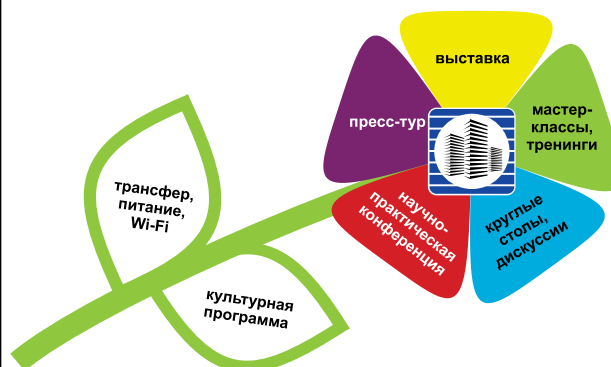 выставка
пресс-тур
мастер-
классы,
тренинги
научно-
практическая
конференция
круглые
столы,
дискуссии
трансфер,
питание,
Wi-Fi
культурная
программа